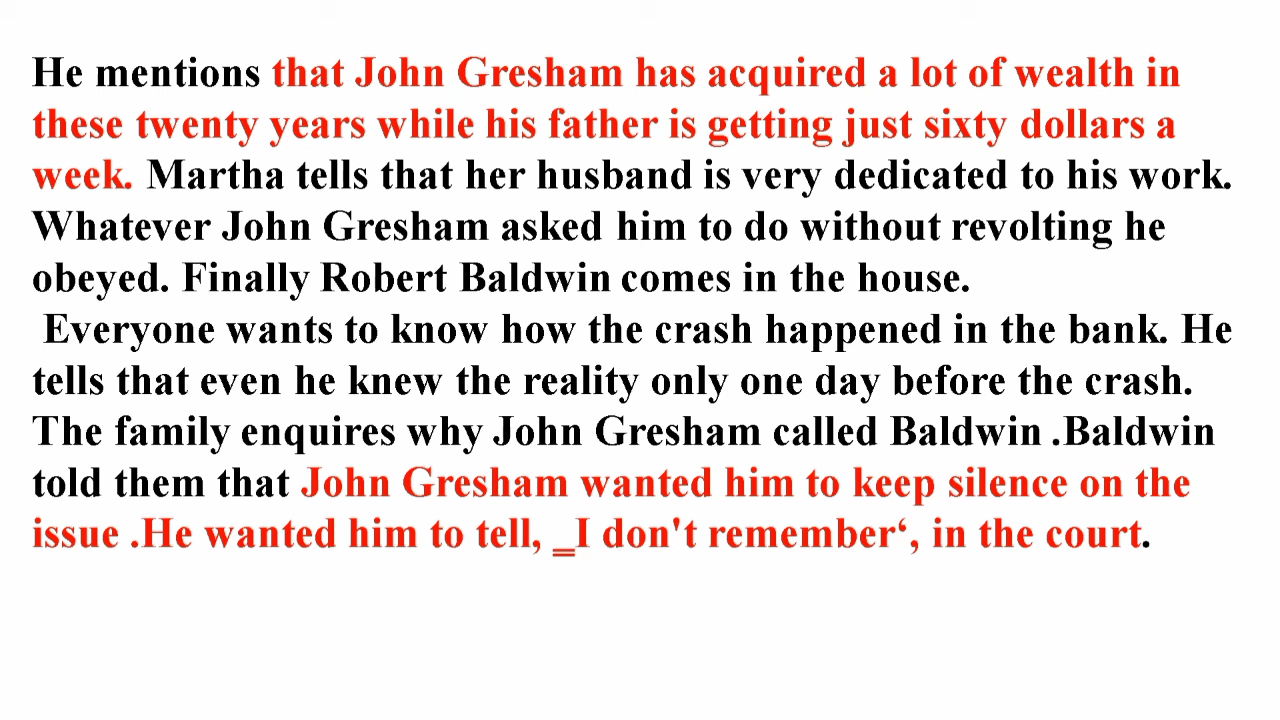 He mentions that John Gresham has acquired a lot of wealth in
these twenty years while his father is getting just sixty dollars a
week. Martha tells that her husband is very dedicated to his work.
Whatever John Gresham asked him to do without revolting he
obeyed. Finally Robert Baldwin comes in the house.
Everyone wants to know how the crash happened in the bank. He
tells that even he knew the reality only one day before the crash.
The family enquires why John Gresham called Baldwin .Baldwin
told them that John Gresham wanted him to keep silence on the
issue .He wanted him to tell, ‗I don't remember‘, in the court.